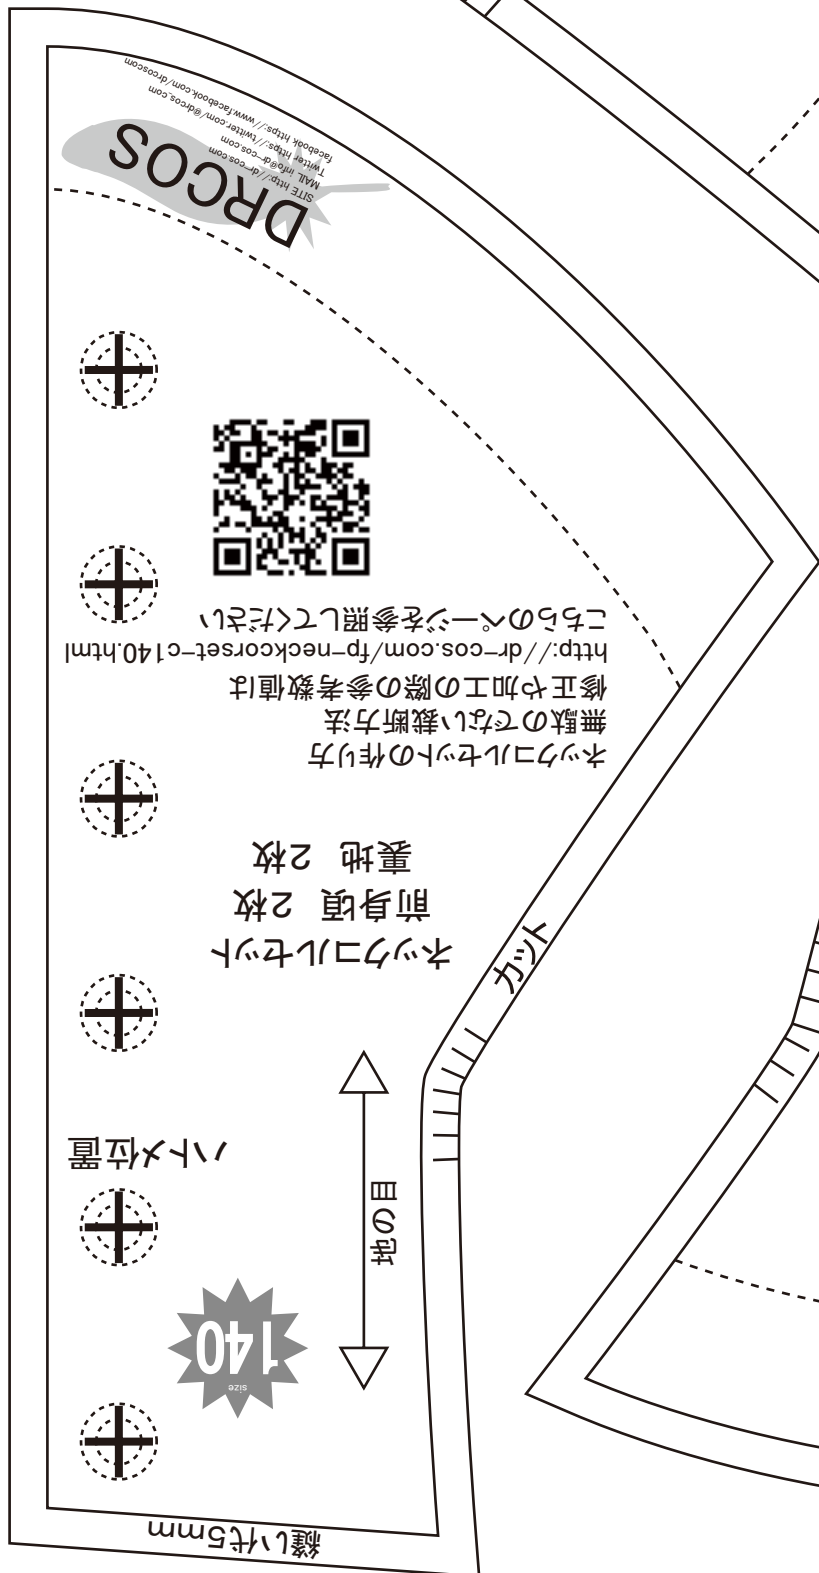 縫い代5mm
size
140
ハトメ位置
地の目
カット
ネックコルセット
前身頃 2枚
裏地 2枚
ネックコルセットの作り方
無駄のでない裁断方法
修正や加工の際の参考数値は
http://dr-cos.com/fp-neckcorset-c140.html
こちらのページを参照してください
DRCOS
SITE http://dr-cos.com
MAIL info@dr-cos.com
Twitter https://twitter.com/@drcos_com
facebook https://www.facebook.com/drcoscom